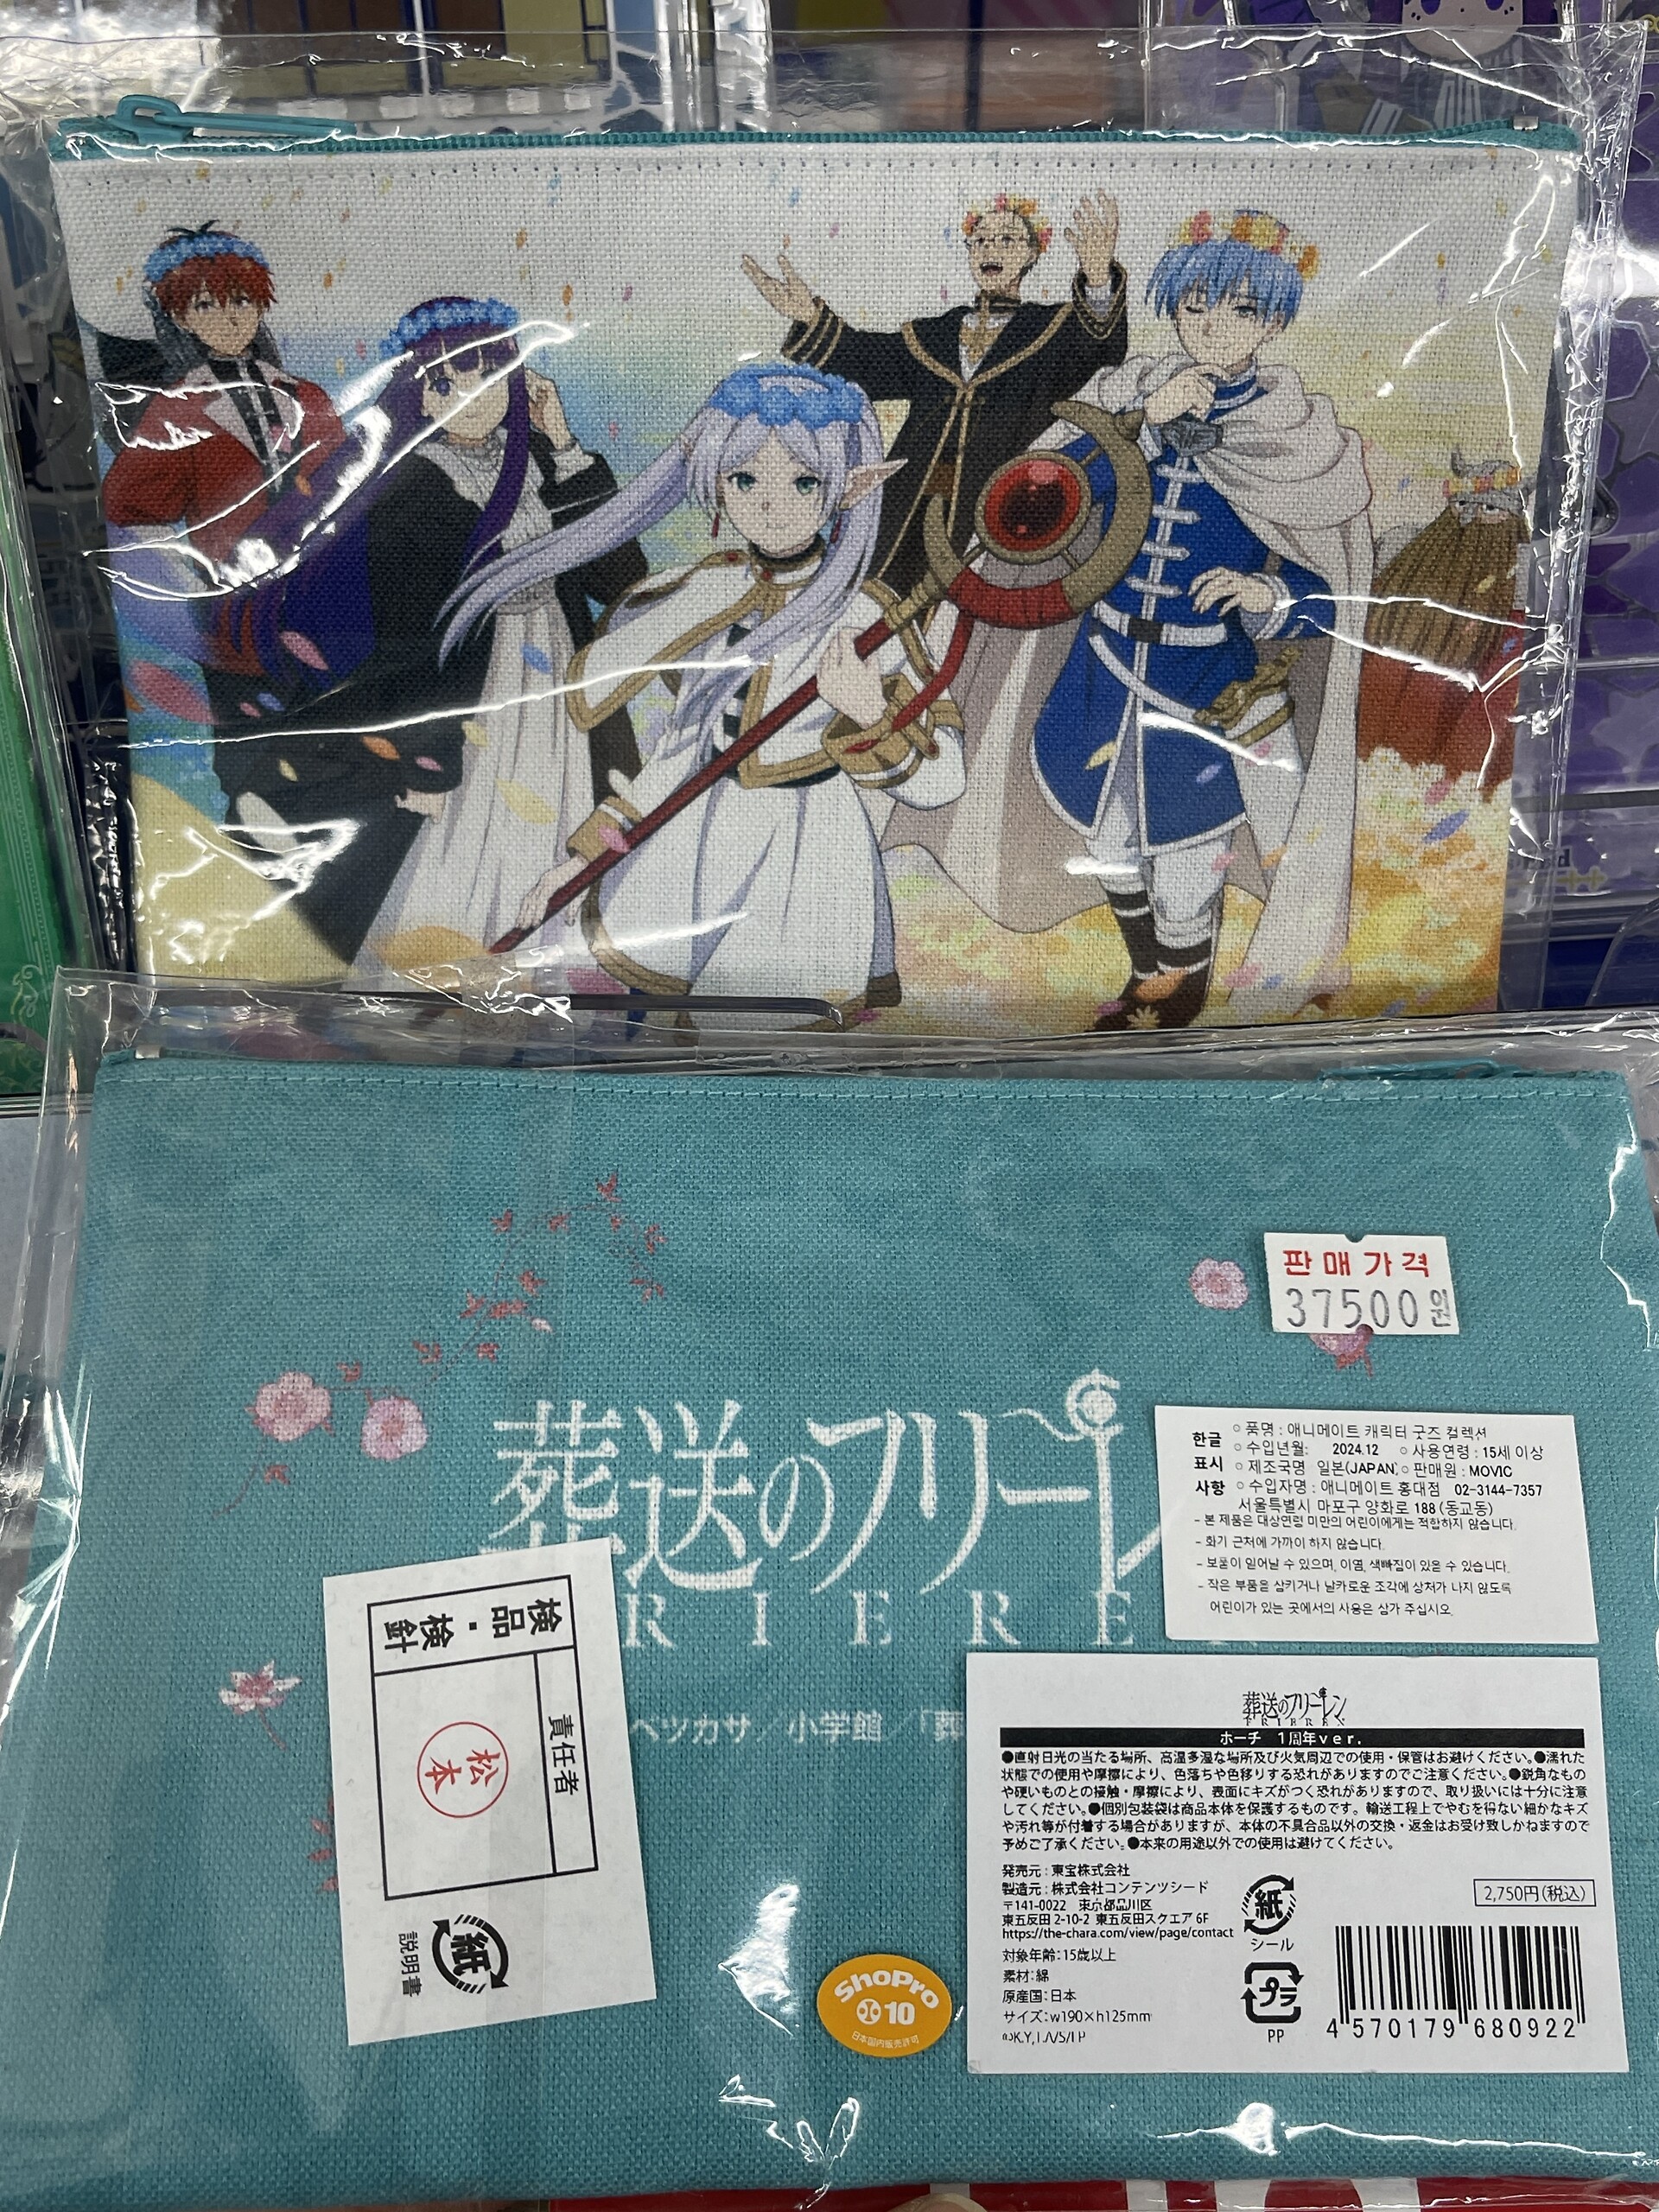 판매가격
37500원
葬送のフリーレン
RIERE
ペツカサ／小学館／「葬
한글
표시
사항
○ 품명 : 애니메이트 캐릭터 굿즈 컬렉션
○ 수입년월: 2024.12 ○ 사용연령 : 15세 이상
○ 제조국명 일본(JAPAN) ○ 판매원 : MOVIC
○ 수입자명 : 애니메이트 홍대점 02-3144-7357
서울특별시 마포구 양화로 188 (동교동)
- 본 제품은 대상연령 미만의 어린이에게는 적합하지 않습니다.
- 화기 근처에 가까이 하지 않습니다.
- 보풀이 일어날 수 있으며, 이염, 색빠짐이 있을 수 있습니다.
- 작은 부품을 삼키거나 날카로운 조각에 상처가 나지 않도록
어린이가 있는 곳에서의 사용은 삼가 주십시오.
検品・検針
責任者
松本
紙
説明書
ShoPro
10
日本国内販売許可
葬送のフリーレン
FRIEREN
ポーチ 1周年ver.
●直射日光の当たる場所、高温多湿な場所及び火気周辺での使用・保管はお避けください。●濡れた
状態での使用や摩擦により、色落ちや色移りする恐れがありますのでご注意ください。●鋭角なもの
や硬いものとの接触・摩擦により、表面にキズがつく恐れがありますので、取り扱いには十分に注意
してください。●個別包装袋は商品本体を保護するものです。輸送工程上でやむを得ない細かなキズ
や汚れ等が付着する場合がありますが、本体の不具合品以外の交換・返金はお受け致しかねますので
予めご了承ください。●本来の用途以外での使用は避けてください。
発売元 : 東宝株式会社
製造元 : 株式会社コンテンツシード
〒141-0022 東京都品川区
東五反田 2-10-2 東五反田スクエア 6F
https://the-chara.com/view/page/contact
対象年齢:15歳以上
素材:綿
原産国:日本
サイズ:w190×h125mm
紙
シール
プラ
PP
2,750円(税込)
4 570179 680922